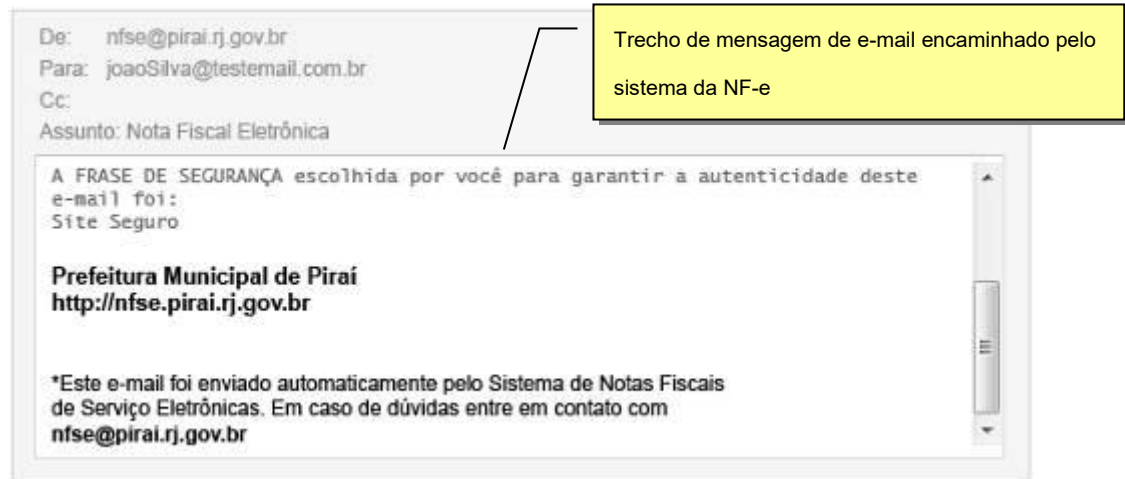 De: nfse@pirai.rj.gov.br
Para: joaoSilva@testemail.com.br
Cc:
Assunto: Nota Fiscal Eletrônica
Trecho de mensagem de e-mail encaminhado pelo
sistema da NF-e
A FRASE DE SEGURANÇA escolhida por você para garantir a autenticidade deste
e-mail foi:
Site Seguro
Prefeitura Municipal de Piraí
http://nfse.pirai.rj.gov.br
*Este e-mail foi enviado automaticamente pelo Sistema de Notas Fiscais
de Serviço Eletrônicas. Em caso de dúvidas entre em contato com
nfse@pirai.rj.gov.br